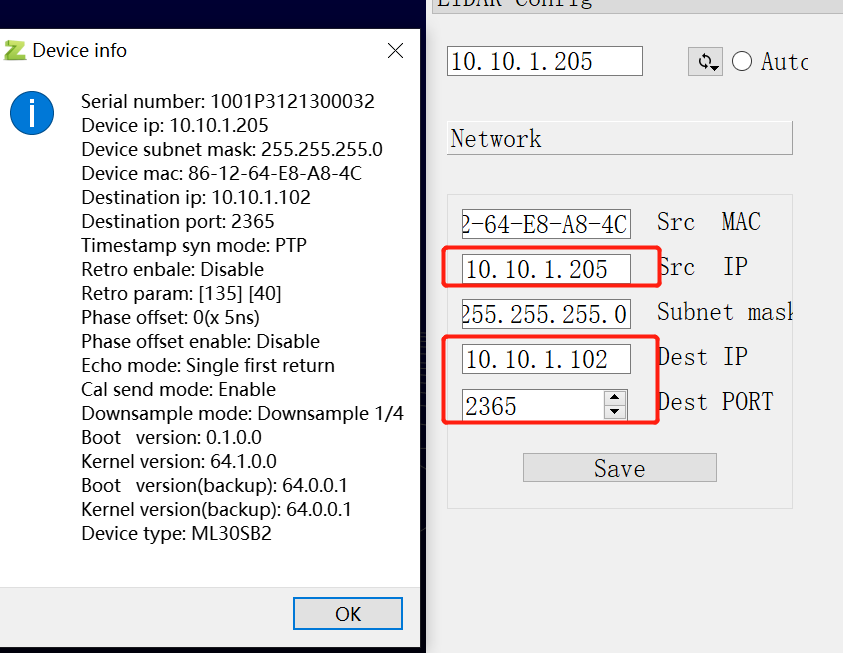 Device info
Serial number: 1001P3121300032
Device ip: 10.10.1.205
Device subnet mask: 255.255.255.0
Device mac: 86-12-64-E8-A8-4C
Destination ip: 10.10.1.102
Destination port: 2365
Timestamp syn mode: PTP
Retro enbale: Disable
Retro param: [135] [40]
Phase offset: 0(x 5ns)
Phase offset enable: Disable
Echo mode: Single first return
Cal send mode: Enable
Downsample mode: Downsample 1/4
Boot version: 0.1.0.0
Kernel version: 64.1.0.0
Boot version(backup): 64.0.0.1
Kernel version(backup): 64.0.0.1
Device type: ML30SB2
OK
LIDAR Config
10.10.1.205 Auto
Network
2-64-E8-A8-4C Src MAC
10.10.1.205 Src IP
255.255.255.0 Subnet mask
10.10.1.102 Dest IP
2365 Dest PORT
Save